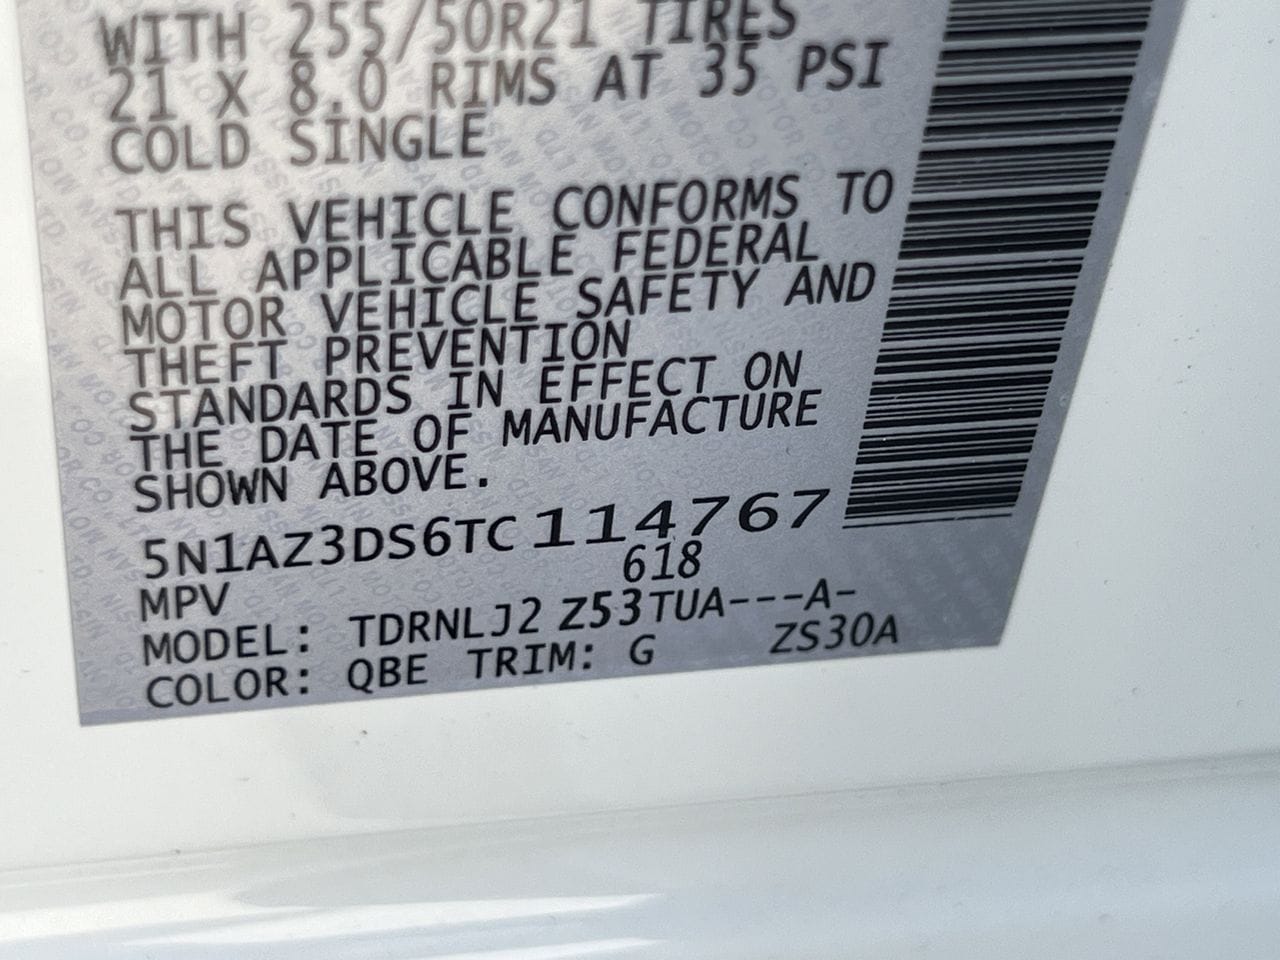 WITH 255/50R21 TIRES
21 X 8.0 RIMS AT 35 PSI
COLD SINGLE
THIS VEHICLE CONFORMS TO
ALL APPLICABLE FEDERAL
MOTOR VEHICLE SAFETY AND
THEFT PREVENTION
STANDARDS IN EFFECT ON
THE DATE OF MANUFACTURE
SHOWN ABOVE.
5N1AZ3DS6TC114767
MPV 618
MODEL: TDRNLJ2 Z53TUA---A-
COLOR: QBE TRIM: G ZS30A